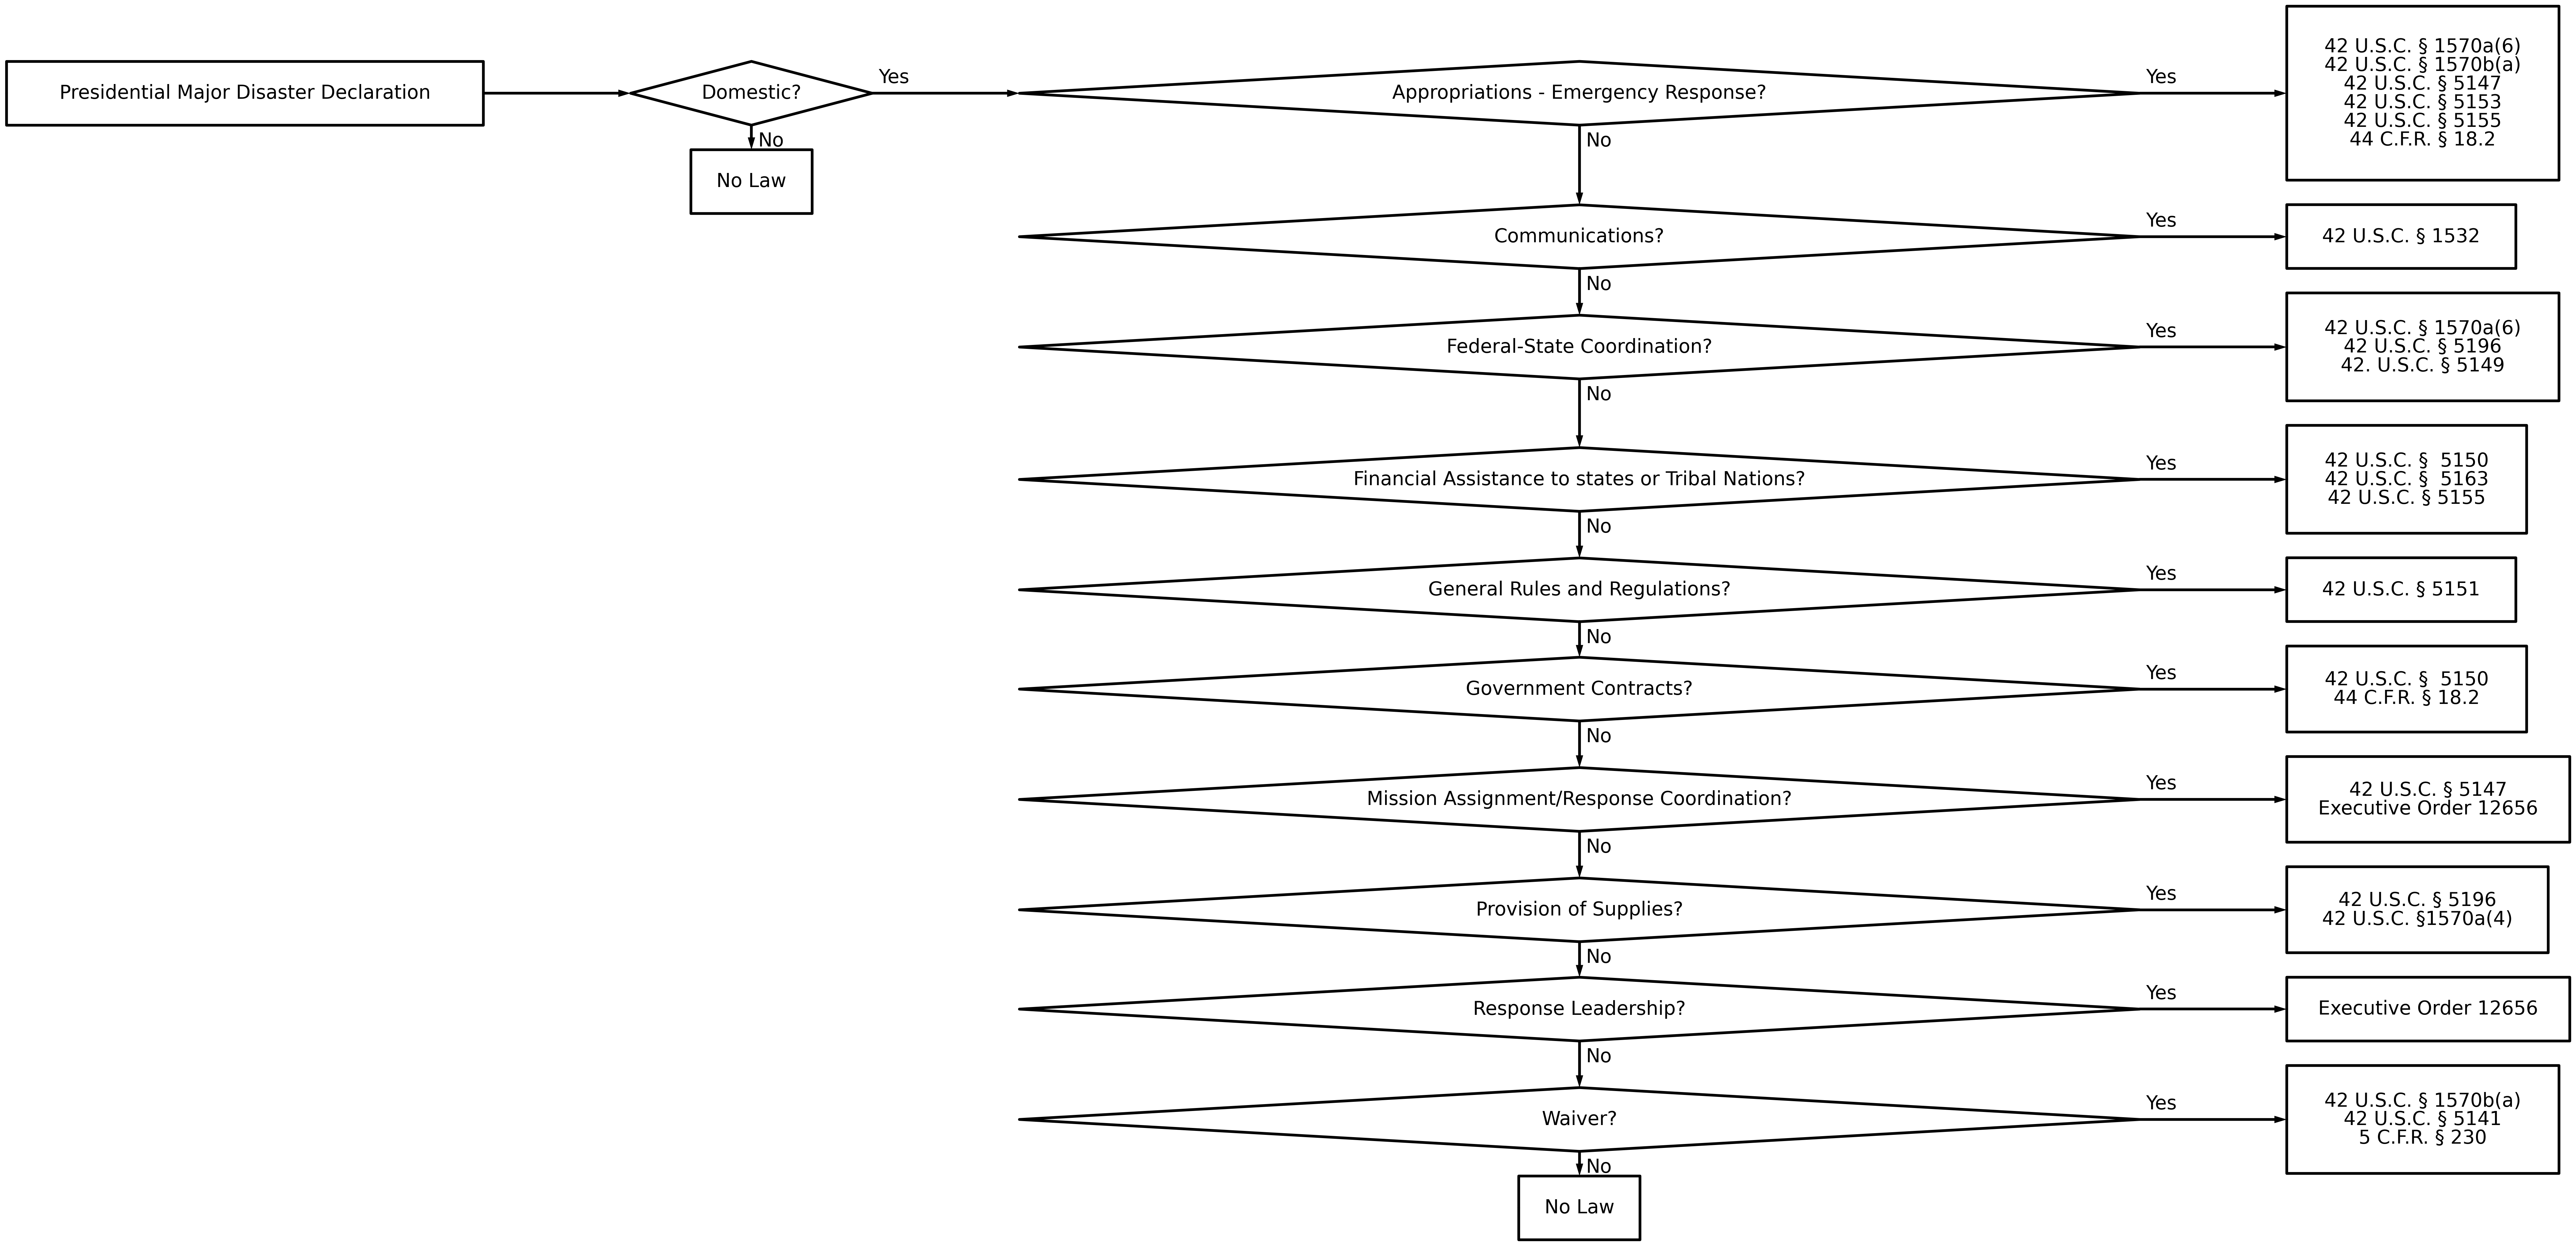 Presidential Major Disaster Declaration
Domestic?
Yes
No
No Law
Appropriations - Emergency Response?
Yes
42 U.S.C. § 1570a(6)
42 U.S.C. § 1570b(a)
42 U.S.C. § 5147
42 U.S.C. § 5153
42 U.S.C. § 5155
44 C.F.R. § 18.2
No
Communications?
Yes
42 U.S.C. § 1532
No
Federal-State Coordination?
Yes
42 U.S.C. § 1570a(6)
42 U.S.C. § 5196
42. U.S.C. § 5149
No
Financial Assistance to states or Tribal Nations?
Yes
42 U.S.C. §  5150
42 U.S.C. §  5163
42 U.S.C. § 5155
No
General Rules and Regulations?
Yes
42 U.S.C. § 5151
No
Government Contracts?
Yes
42 U.S.C. §  5150
44 C.F.R. § 18.2
No
Mission Assignment/Response Coordination?
Yes
42 U.S.C. § 5147
Executive Order 12656
No
Provision of Supplies?
Yes
42 U.S.C. § 5196
42 U.S.C. §1570a(4)
No
Response Leadership?
Yes
Executive Order 12656
No
Waiver?
Yes
42 U.S.C. § 1570b(a)
42 U.S.C. § 5141
5 C.F.R. § 230
No
No Law